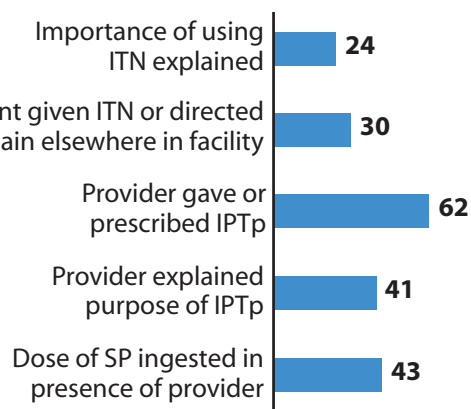 Importance of using
ITN explained
24
given ITN or directed
elsewhere in facility
30
Provider gave or
prescribed IPTp
62
Provider explained
purpose of IPTp
41
Dose of SP ingested in
presence of provider
43